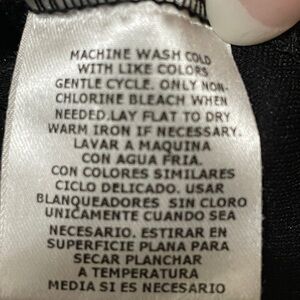 MACHINE WASH COLD
WITH LIKE COLORS
GENTLE CYCLE. ONLY NON-
CHLORINE BLEACH WHEN
NEEDED.LAY FLAT TO DRY
WARM IRON IF NECESSARY.
LAVAR A MAQUINA
CON AGUA FRIA.
CON COLORES SIMILARES
CICLO DELICADO. USAR
BLANQUEADORES SIN CLORO
UNICAMENTE CUANDO SEA
NECESARIO. ESTIRAR EN
SUPERFICIE PLANA PARA
SECAR PLANCHAR
A TEMPERATURA
MEDIA SI ES NECESARIO